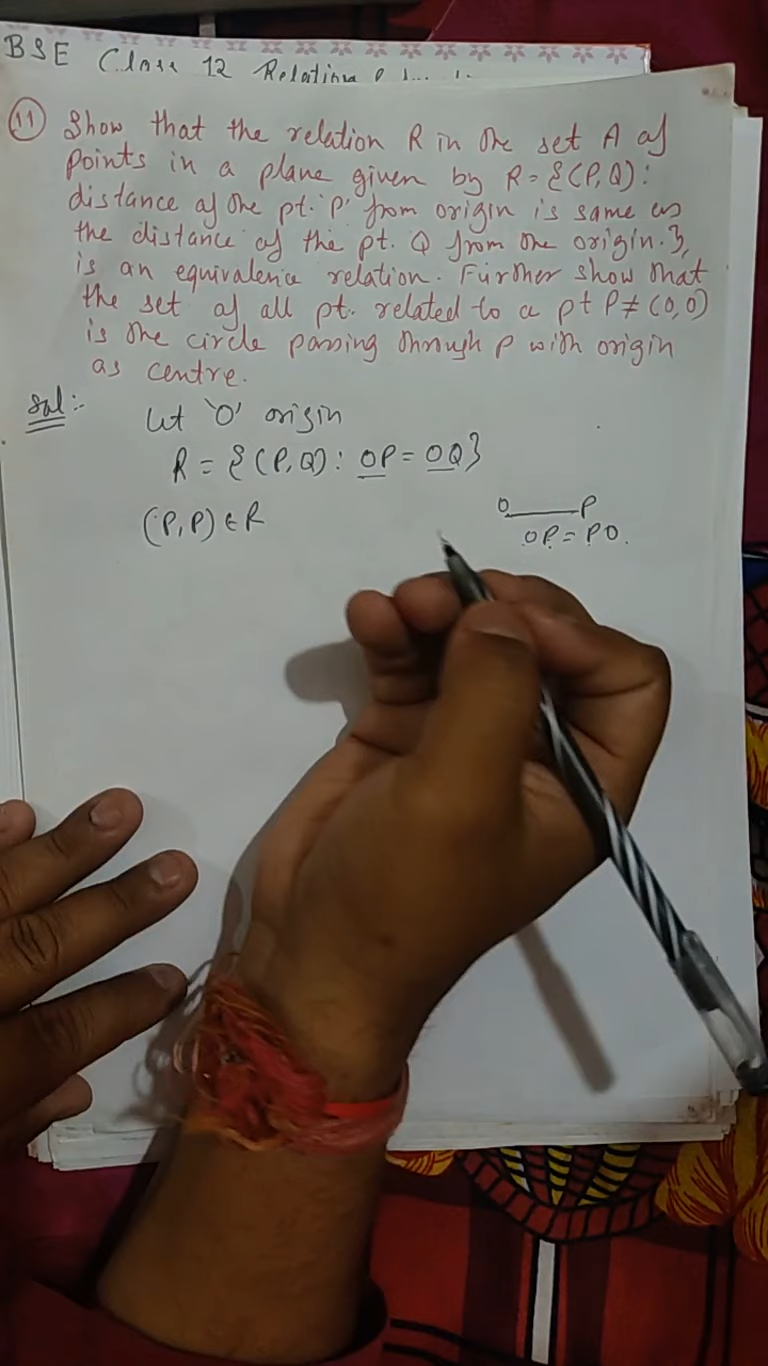 BSE Class 12 Relation
(11) Show that the relation R in the set A of
points in a plane given by R = {(P,Q):
distance of the pt. 'P' from origin is same as
the distance of the pt. Q from the origin.},
is an equivalence relation. Further show that
the set of all pt. related to a pt P ≠ (0,0)
is the circle passing through P with origin
as centre.
Sol :-
Let 'O' origin
R = {(P,Q): OP = OQ}
(P,P) ∈ R
O P
OP = PO.